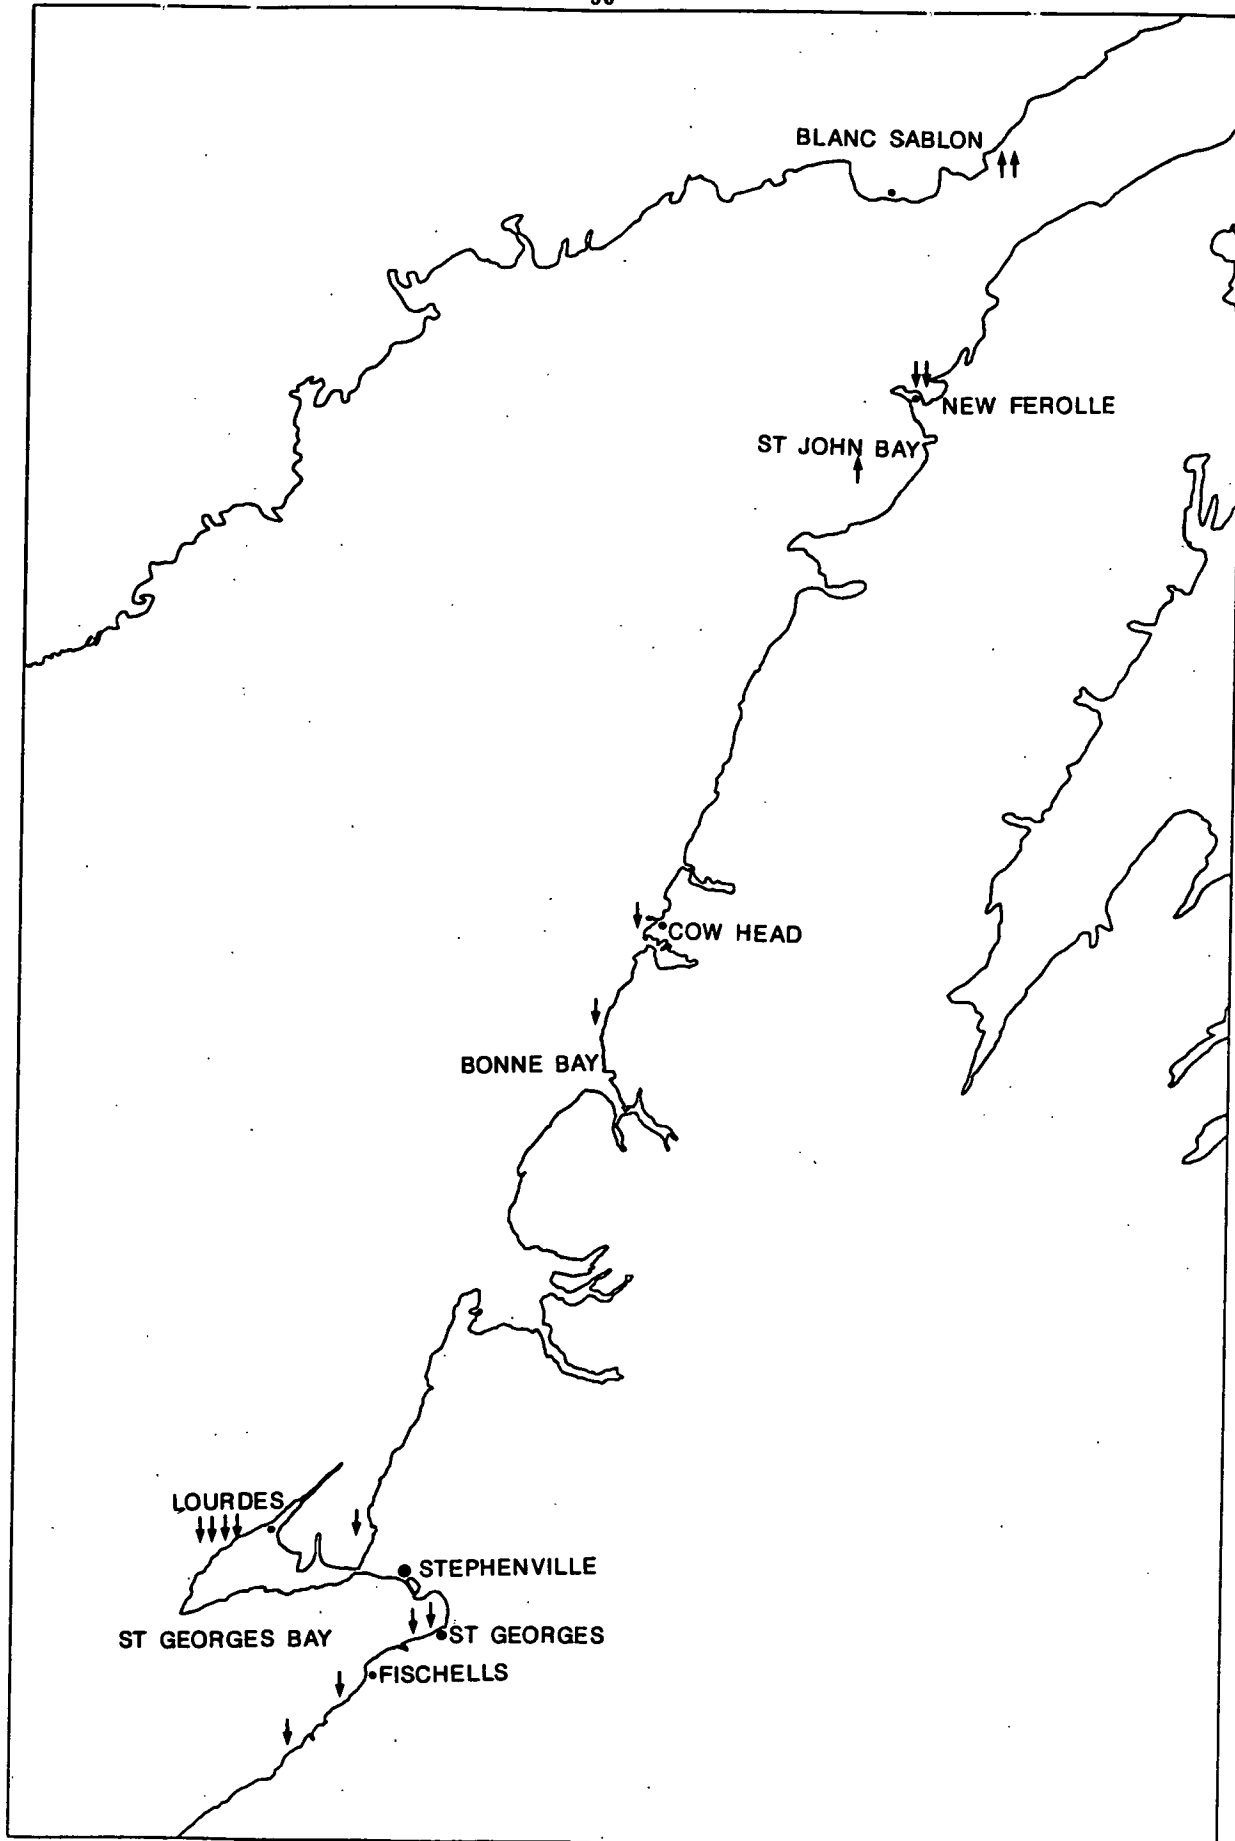 BLANC SABLON
NEW FEROLLE
ST JOHN BAY
COW HEAD
BONNE BAY
LOURDES
STEPHENVILLE
ST GEORGES BAY
ST GEORGES
FISCHELLS